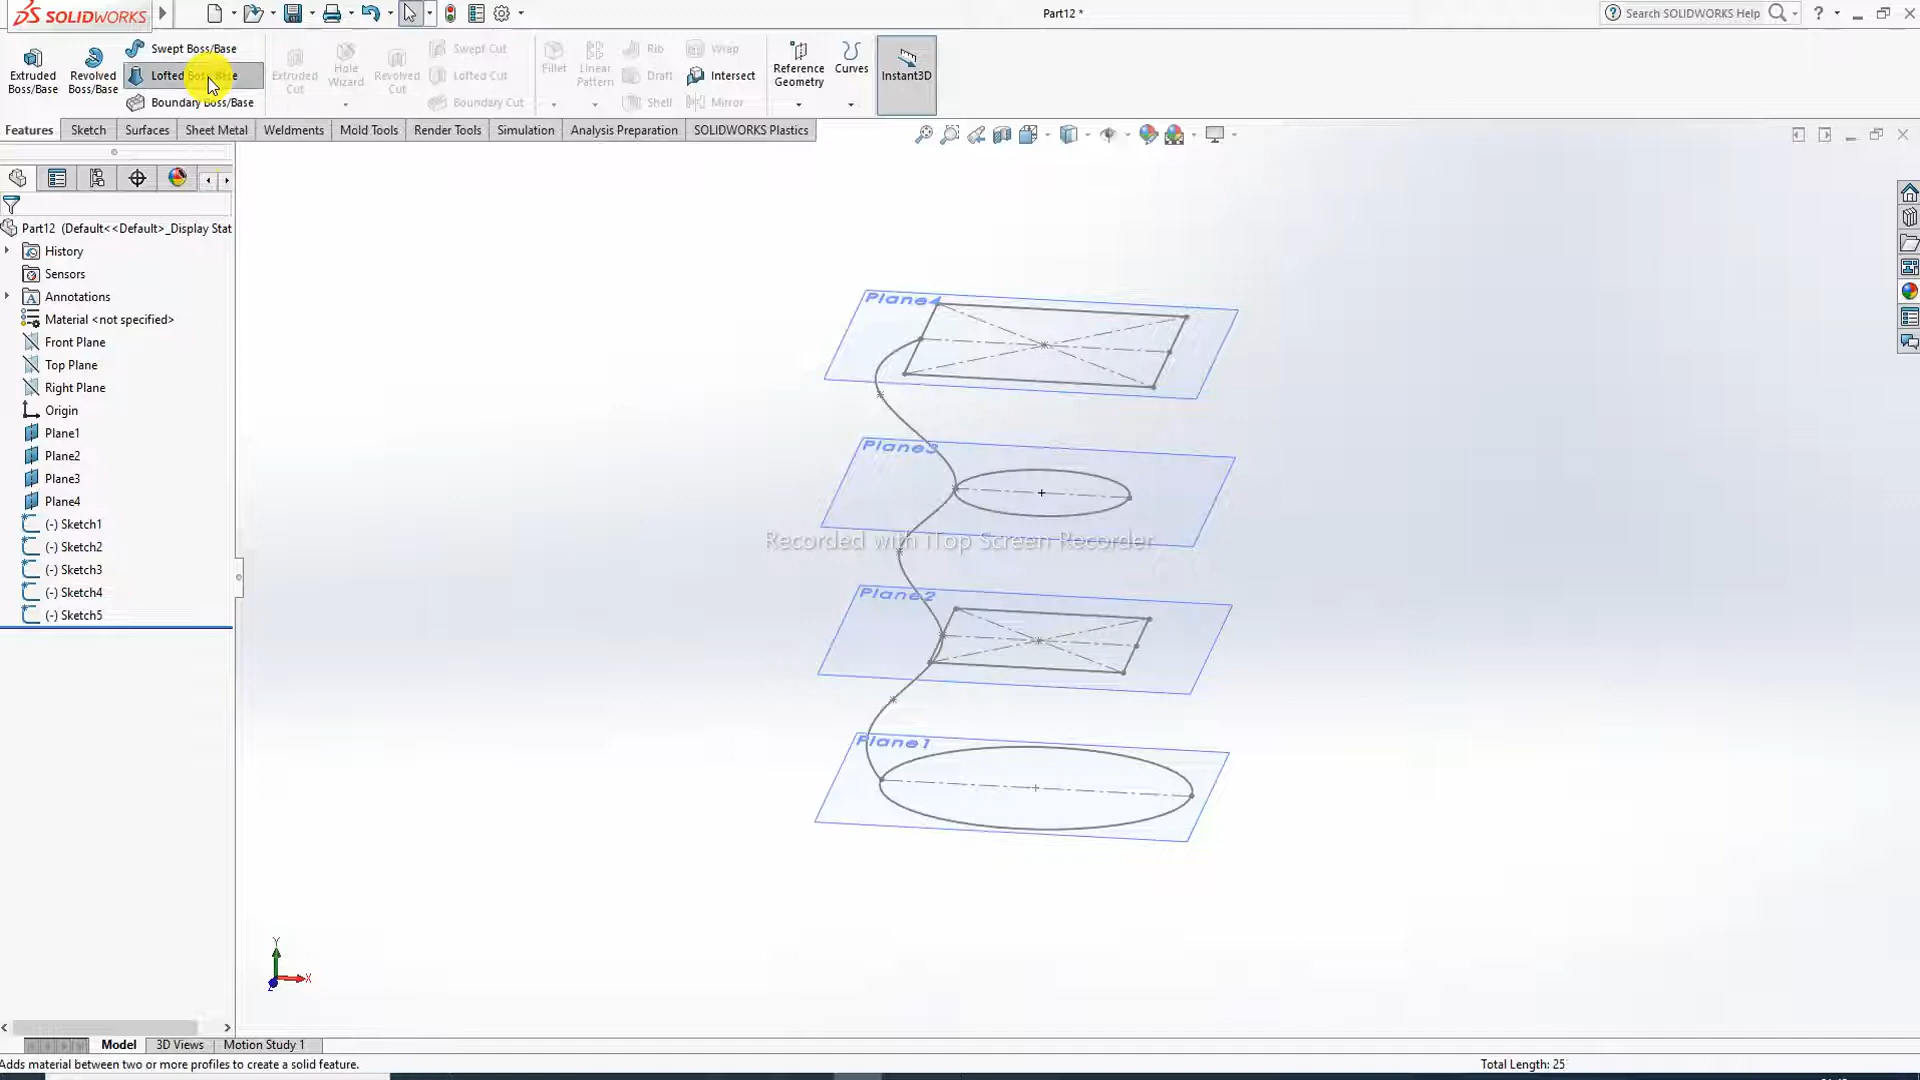 SOLIDWORKS
Part12 *
Search SOLIDWORKS Help
?
Extruded
Boss/Base
Revolved
Boss/Base
Swept Boss/Base
Lofted Boss/Base
Boundary Boss/Base
Extruded
Cut
Hole
Wizard
Revolved
Cut
Swept Cut
Lofted Cut
Boundary Cut
Fillet
Linear
Pattern
Rib
Draft
Shell
Wrap
Intersect
Mirror
Reference
Geometry
Curves
Instant3D
Features
Sketch
Surfaces
Sheet Metal
Weldments
Mold Tools
Render Tools
Simulation
Analysis Preparation
SOLIDWORKS Plastics
Part12 (Default<<Default>_Display Stat
History
Sensors
Annotations
Material <not specified>
Front Plane
Top Plane
Right Plane
Origin
Plane1
Plane2
Plane3
Plane4
(-) Sketch1
(-) Sketch2
(-) Sketch3
(-) Sketch4
(-) Sketch5
Plane4
Plane3
Recorded with iTop Screen Recorder
Plane2
Plane1
Y
X
Z
Model
3D Views
Motion Study 1
Adds material between two or more profiles to create a solid feature.
Total Length: 25